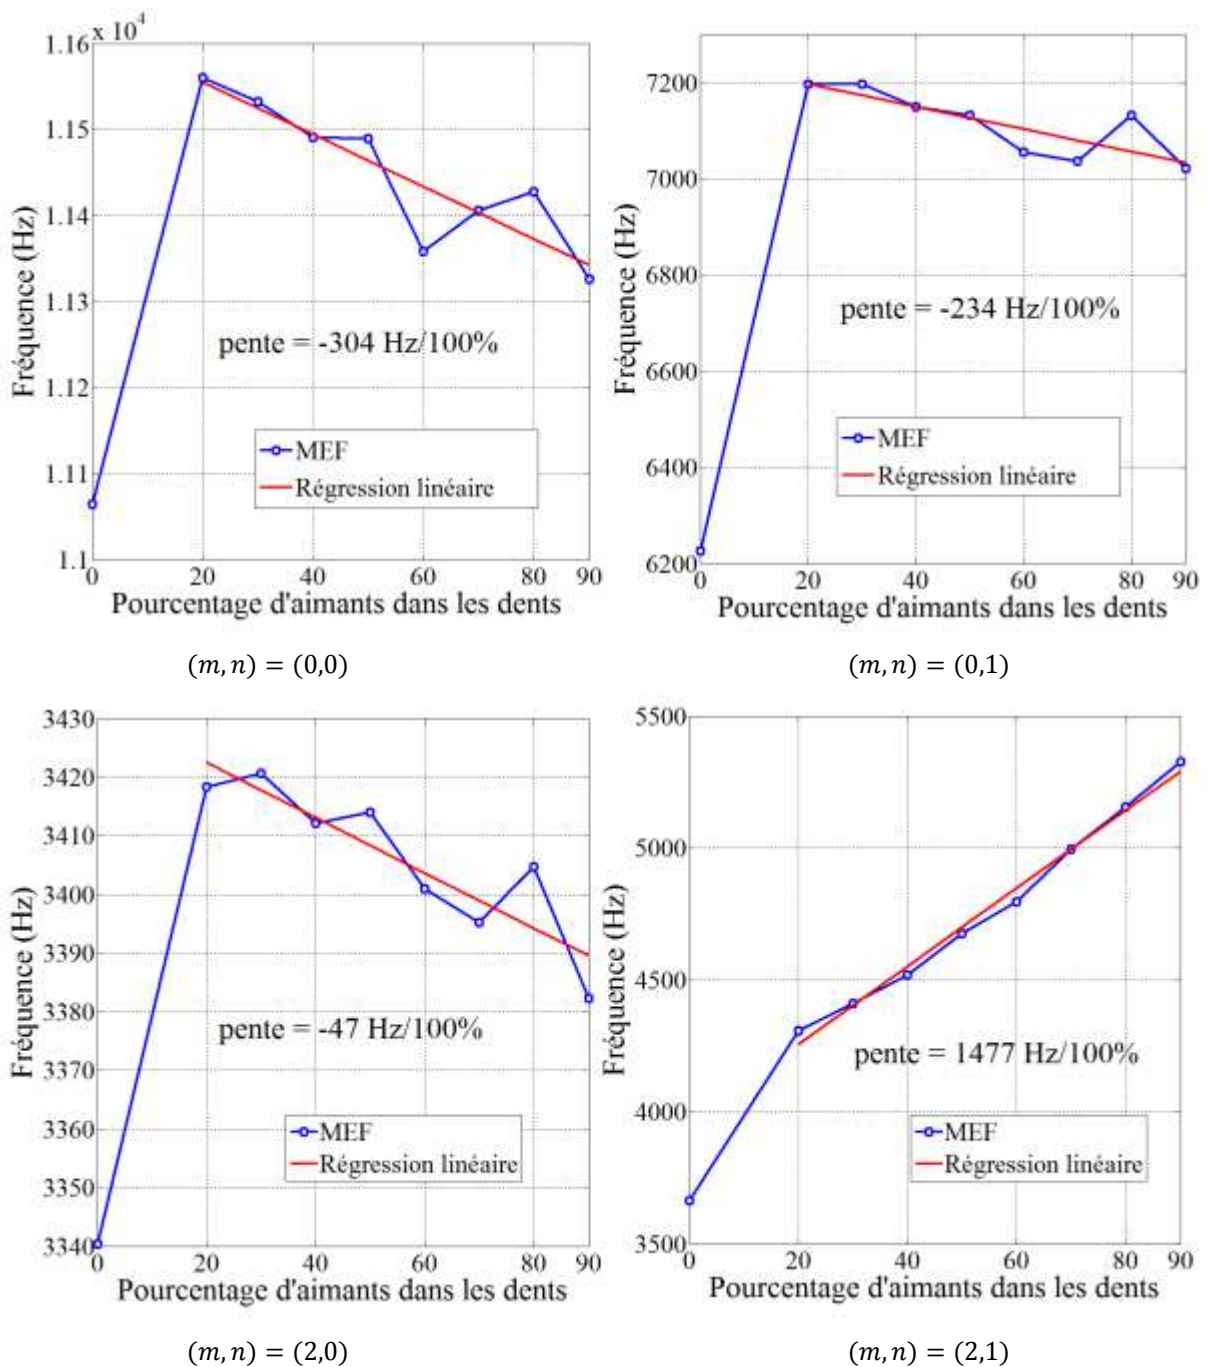 x 10⁴
1.16
1.15
1.14
1.13
1.12
1.11
1.1
0 20 40 60 80 90
Fréquence (Hz)
pente = -304 Hz/100%
MEF
Régression linéaire
Pourcentage d'aimants dans les dents
(m, n) = (0,0)
7200
7000
6800
6600
6400
6200
0 20 40 60 80 90
Fréquence (Hz)
pente = -234 Hz/100%
MEF
Régression linéaire
Pourcentage d'aimants dans les dents
(m, n) = (0,1)
3430
3420
3410
3400
3390
3380
3370
3360
3350
3340
0 20 40 60 80 90
Fréquence (Hz)
pente = -47 Hz/100%
MEF
Régression linéaire
Pourcentage d'aimants dans les dents
(m, n) = (2,0)
5500
5000
4500
4000
3500
0 20 40 60 80 90
Fréquence (Hz)
pente = 1477 Hz/100%
MEF
Régression linéaire
Pourcentage d'aimants dans les dents
(m, n) = (2,1)